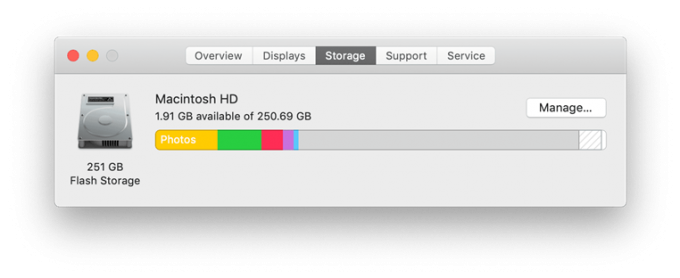 Overview Displays Storage Support Service
Macintosh HD
1.91 GB available of 250.69 GB
Manage...
Photos
251 GB
Flash Storage